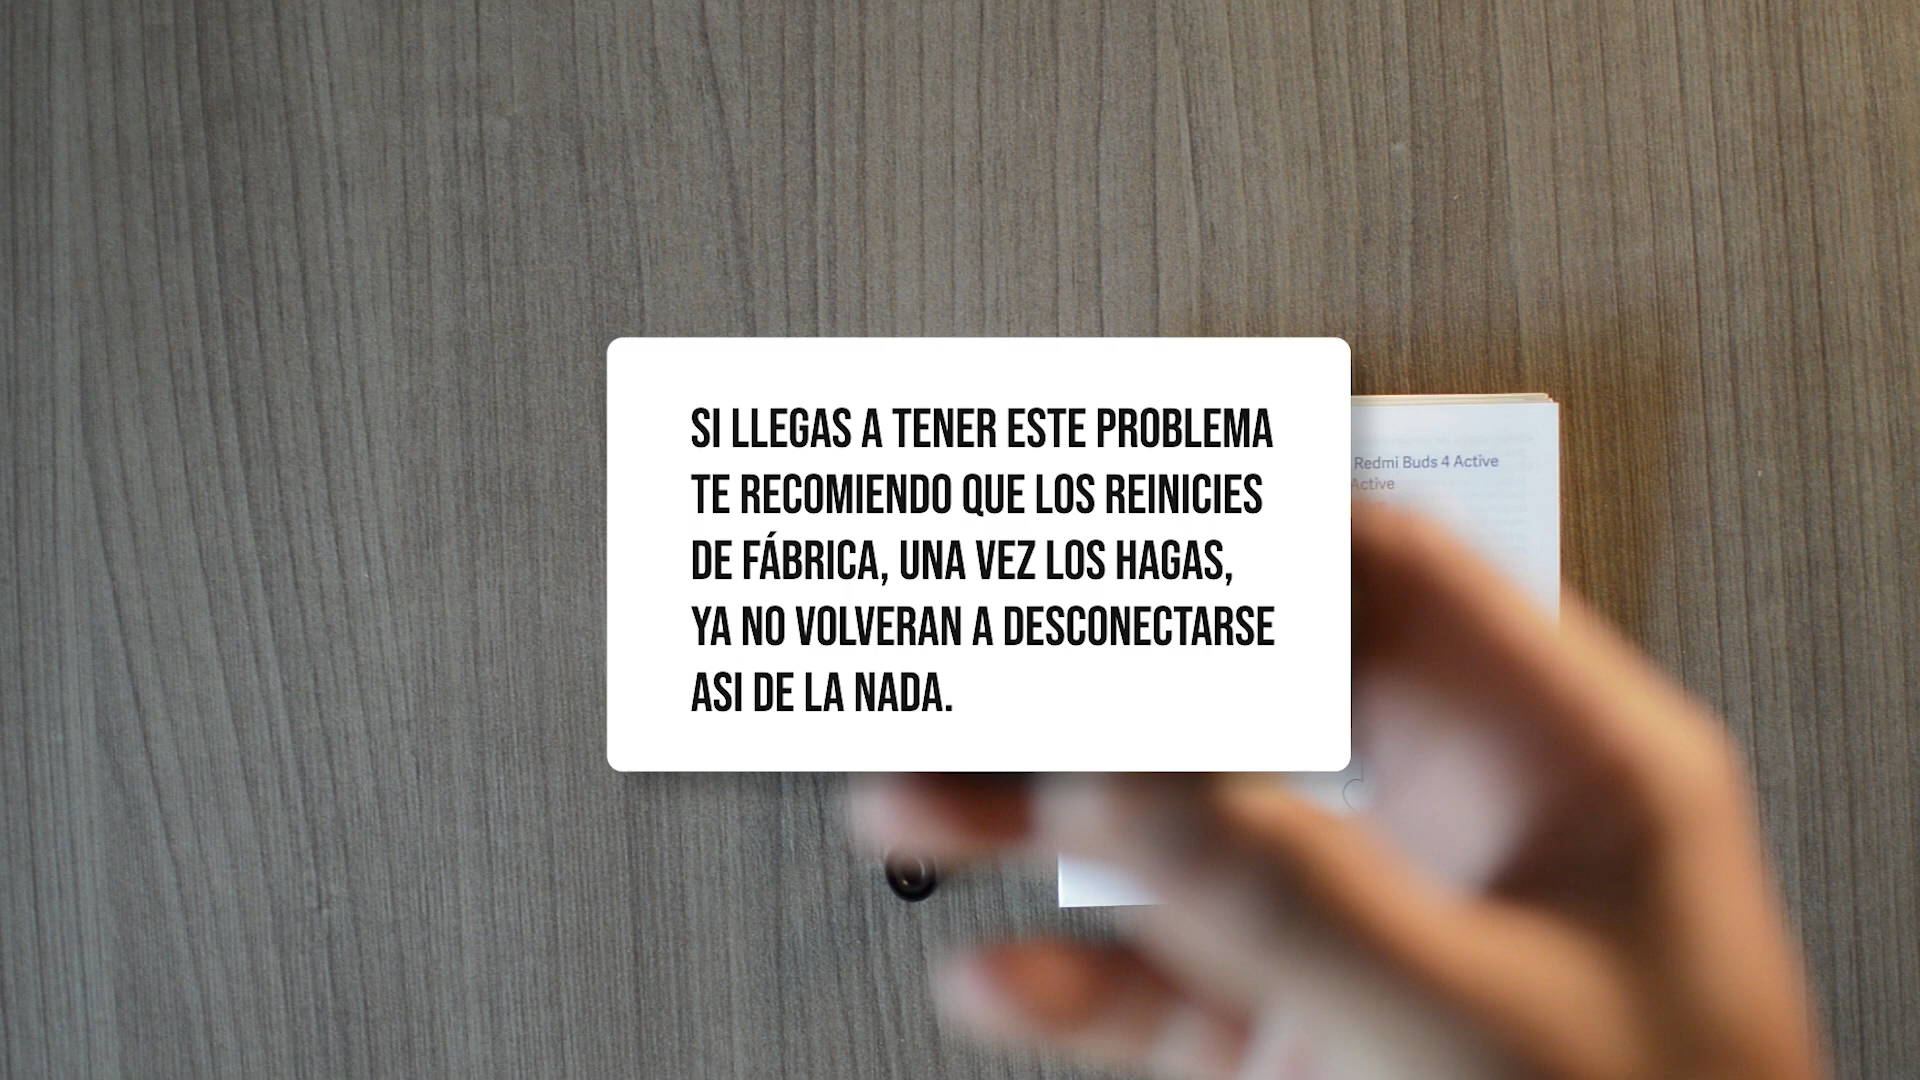 SI LLEGAS A TENER ESTE PROBLEMA
TE RECOMIENDO QUE LOS REINICIES
DE FÁBRICA, UNA VEZ LOS HAGAS,
YA NO VOLVERAN A DESCONECTARSE
ASI DE LA NADA.
Redmi Buds 4 Active
Active